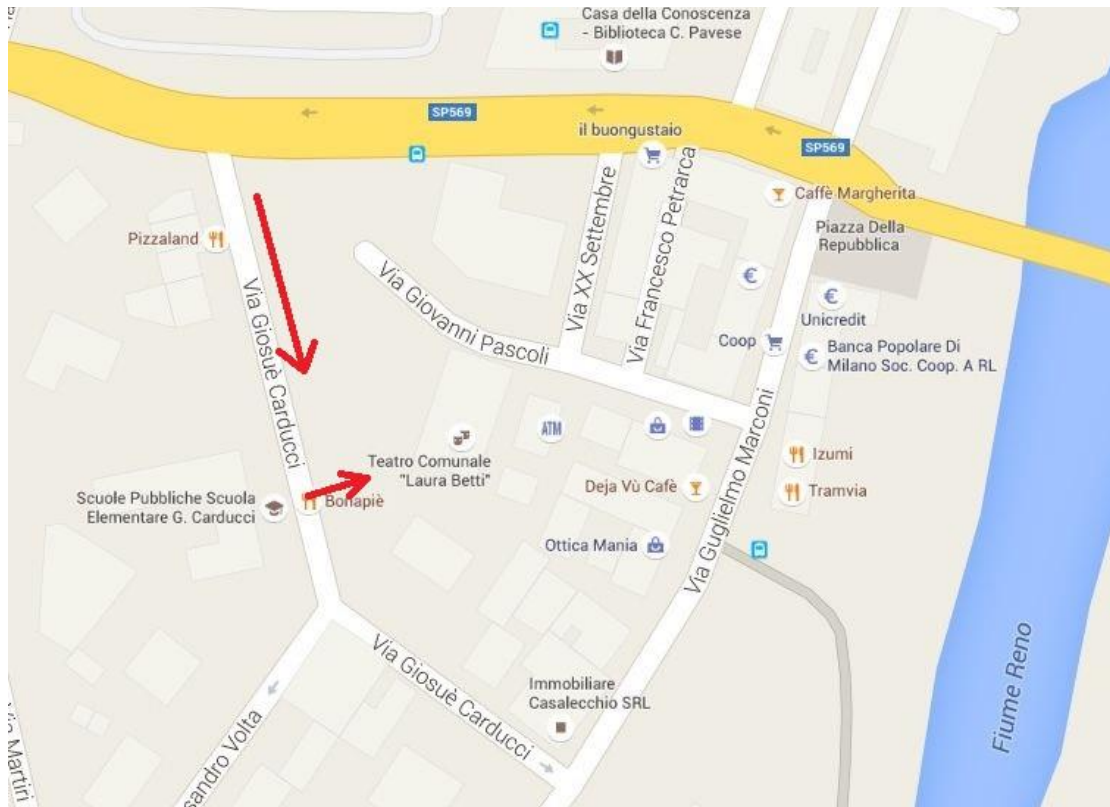 Casa della Conoscenza
- Biblioteca C. Pavese
SP569
il buongustaio
SP569
Caffè Margherita
Piazza Della
Repubblica
Pizzaland
Via XX Settembre
Via Francesco Petrarca
Via Giovanni Pascoli
Via Giosuè Carducci
Unicredit
Coop
Banca Popolare Di
Milano Soc. Coop. A RL
ATM
Teatro Comunale
"Laura Betti"
Izumi
Deja Vù Cafè
Tramvia
Scuole Pubbliche Scuola
Elementare G. Carducci
Bonapiè
Ottica Mania
Via Guglielmo Marconi
Via Giosuè Carducci
Immobiliare
Casalecchio SRL
Fiume Reno
sandro Volta
Via Martiri